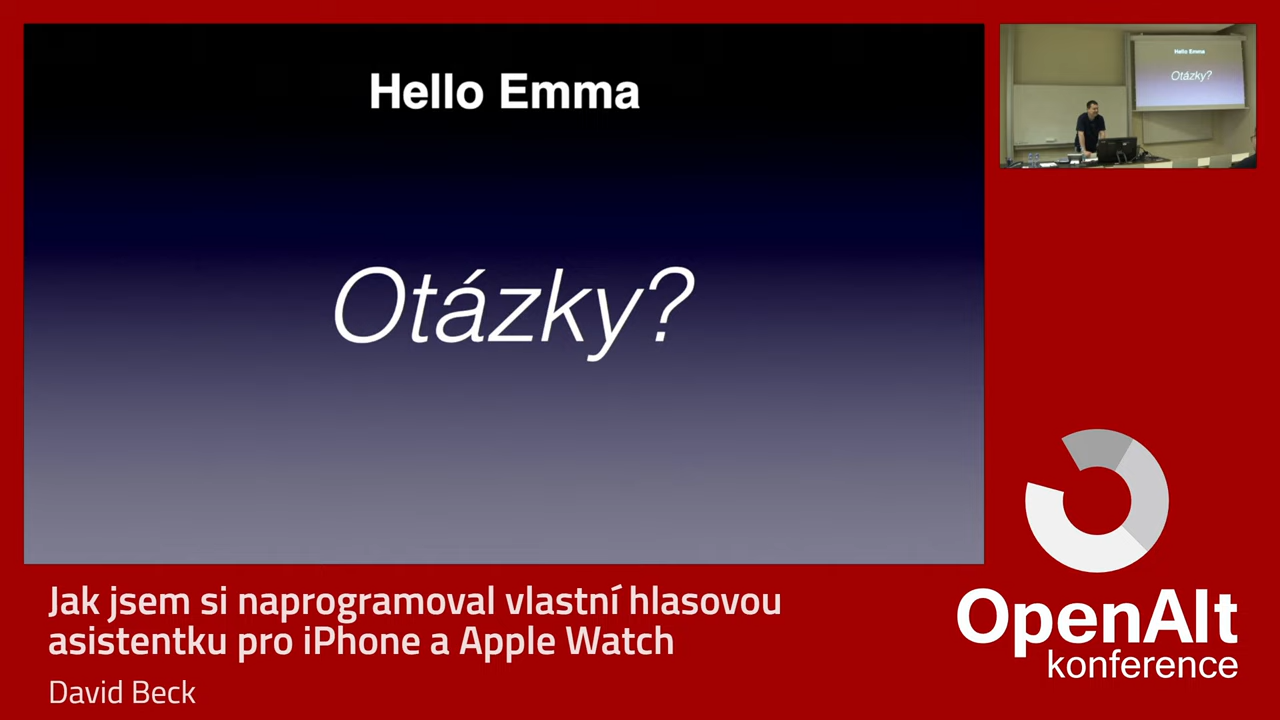 Hello Emma
Otázky?
Hello Emma
Otázky?
Jak jsem si naprogramoval vlastní hlasovou
asistentku pro iPhone a Apple Watch
David Beck
OpenAlt
konference